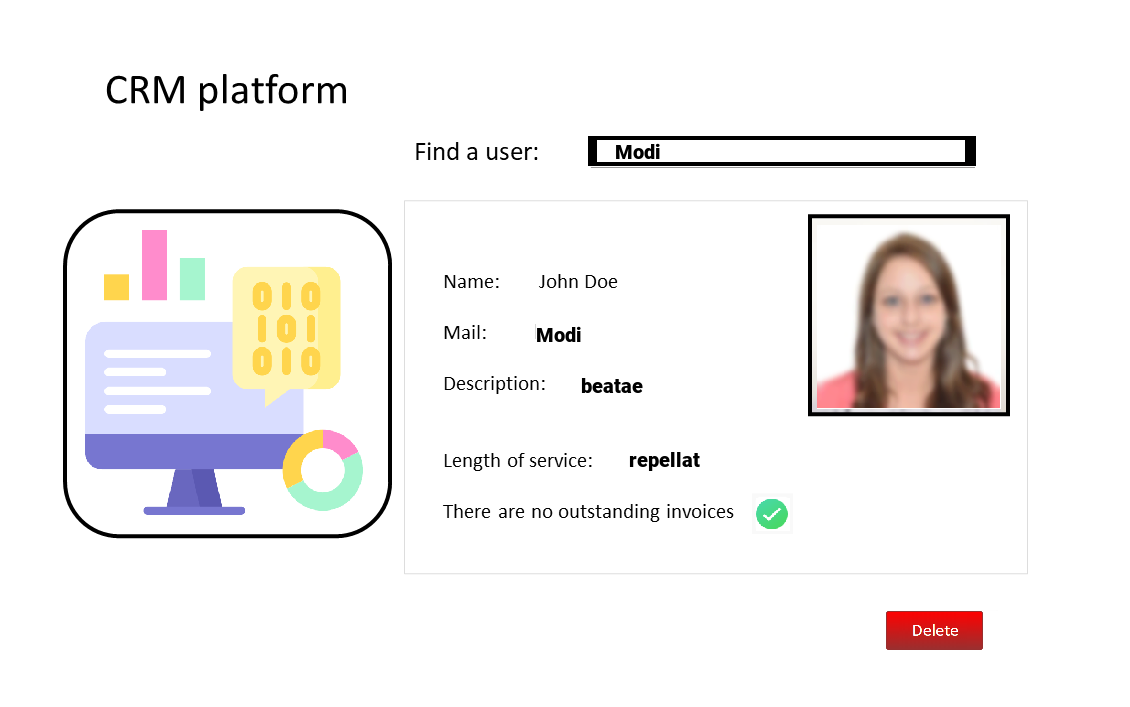 CRM platform
Find a user: Modi
010
101
010
Name: John Doe
Mail: Modi
Description: beatae
Length of service: repellat
There are no outstanding invoices
Delete